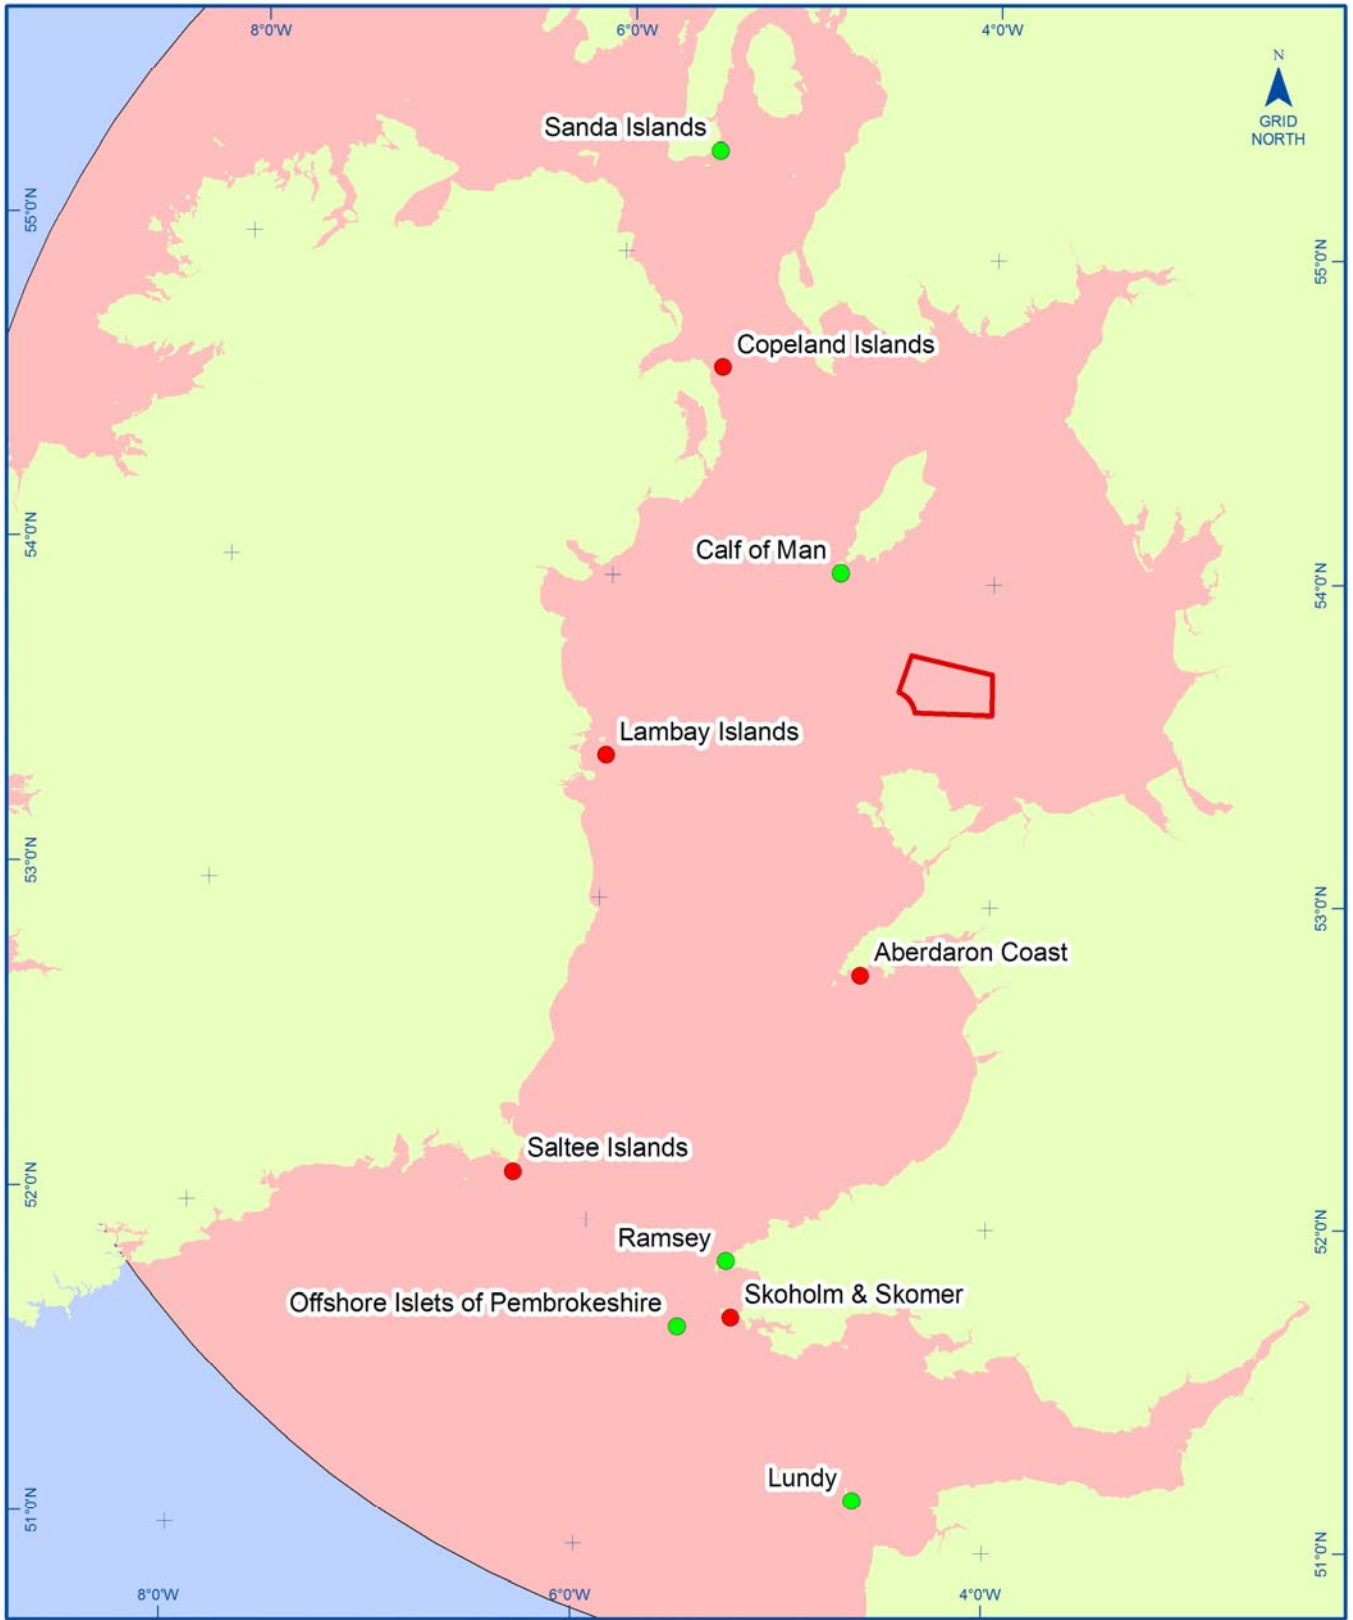 8°0'W
6°0'W
4°0'W
N
GRID
NORTH
Sanda Islands
55°0'N
55°0'N
Copeland Islands
54°0'N
Calf of Man
54°0'N
Lambay Islands
53°0'N
53°0'N
Aberdaron Coast
Saltee Islands
52°0'N
52°0'N
Ramsey
Skoholm & Skomer
Offshore Islets of Pembrokeshire
Lundy
51°0'N
51°0'N
8°0'W
6°0'W
4°0'W